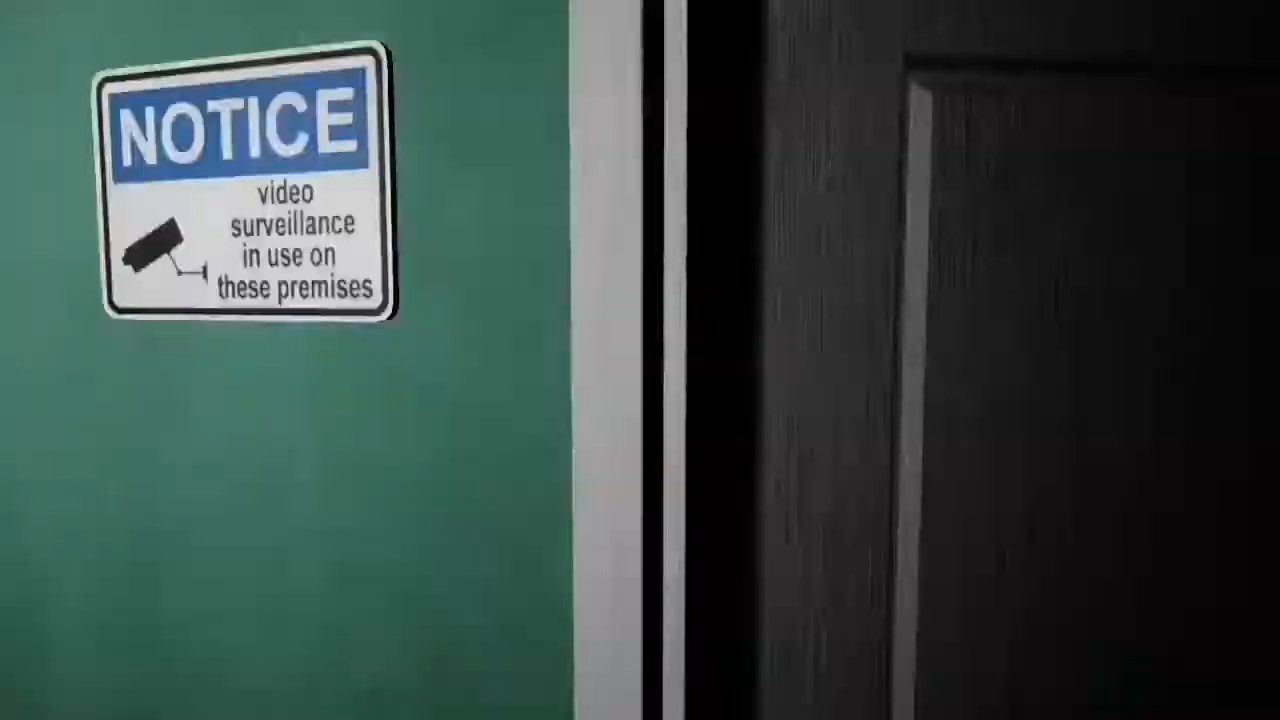 NOTICE
video
surveillance
in use on
these premises